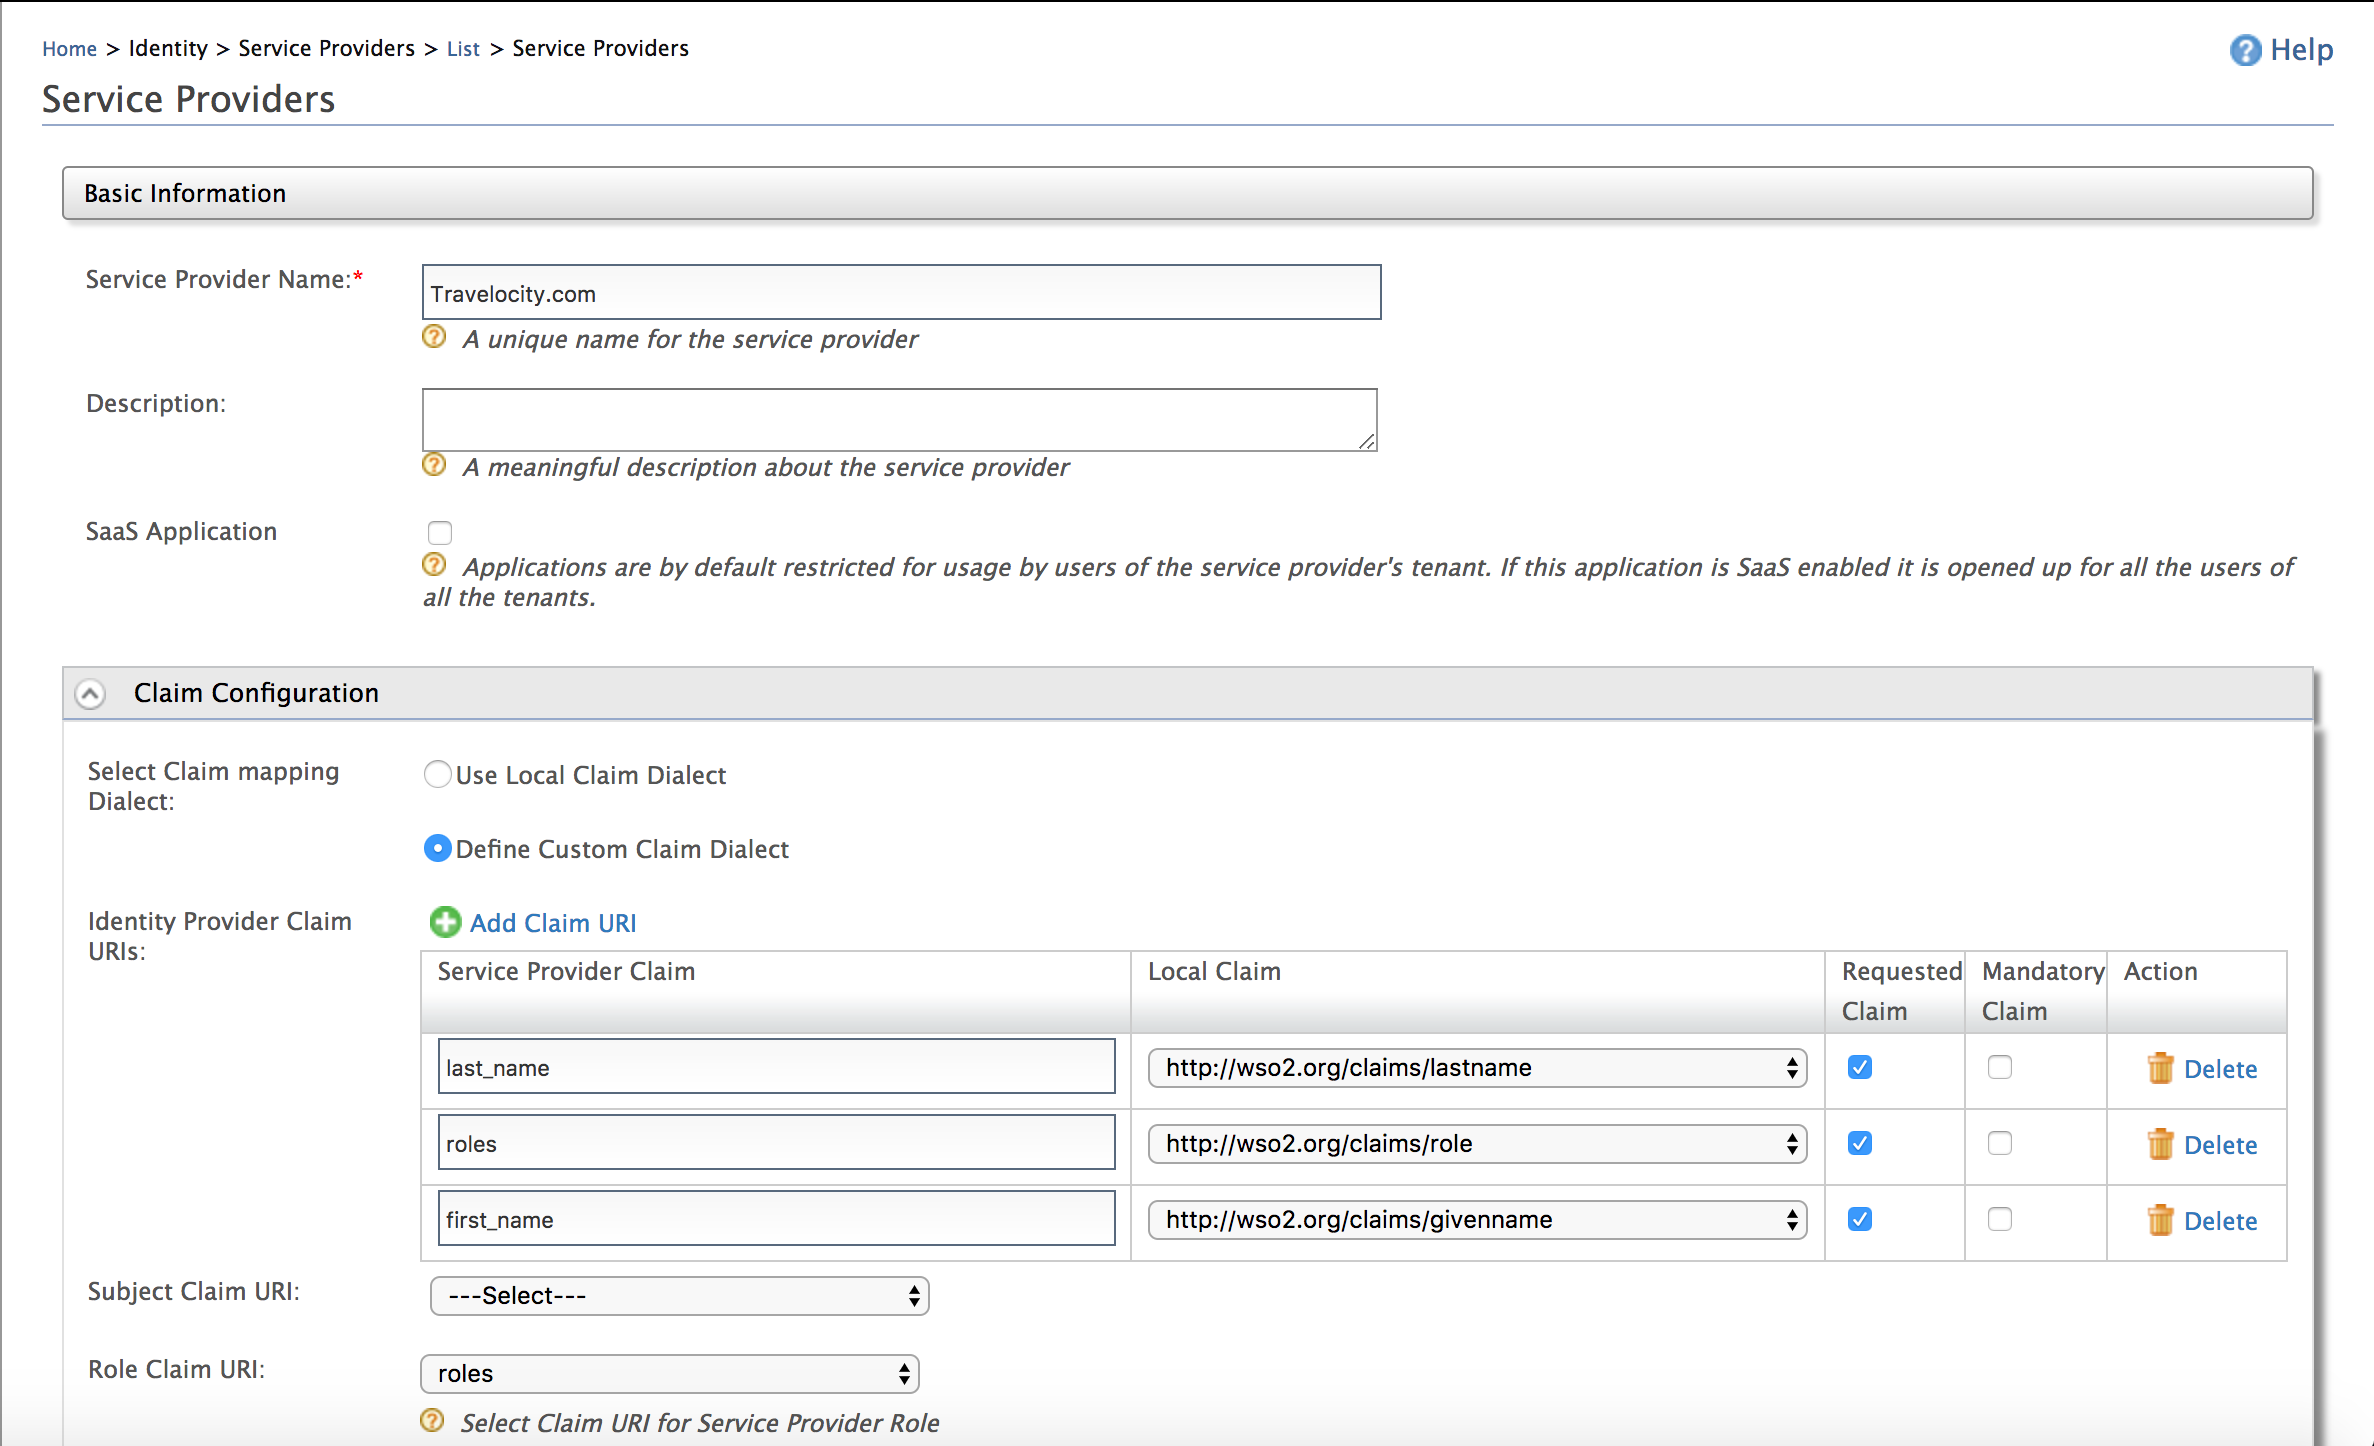 Home > Identity > Service Providers > List > Service Providers
Help
Service Providers
Basic Information
Service Provider Name:*
Travelocity.com
A unique name for the service provider
Description:
A meaningful description about the service provider
SaaS Application
Applications are by default restricted for usage by users of the service provider's tenant. If this application is SaaS enabled it is opened up for all the users of
all the tenants.
Claim Configuration
Select Claim mapping
Dialect:
Use Local Claim Dialect
Define Custom Claim Dialect
Identity Provider Claim
URIs:
Add Claim URI
Service Provider Claim
Local Claim
Requested
Claim
Mandatory
Claim
Action
last_name
http://wso2.org/claims/lastname
Delete
roles
http://wso2.org/claims/role
Delete
first_name
http://wso2.org/claims/givenname
Delete
Subject Claim URI:
---Select---
Role Claim URI:
roles
Select Claim URI for Service Provider Role